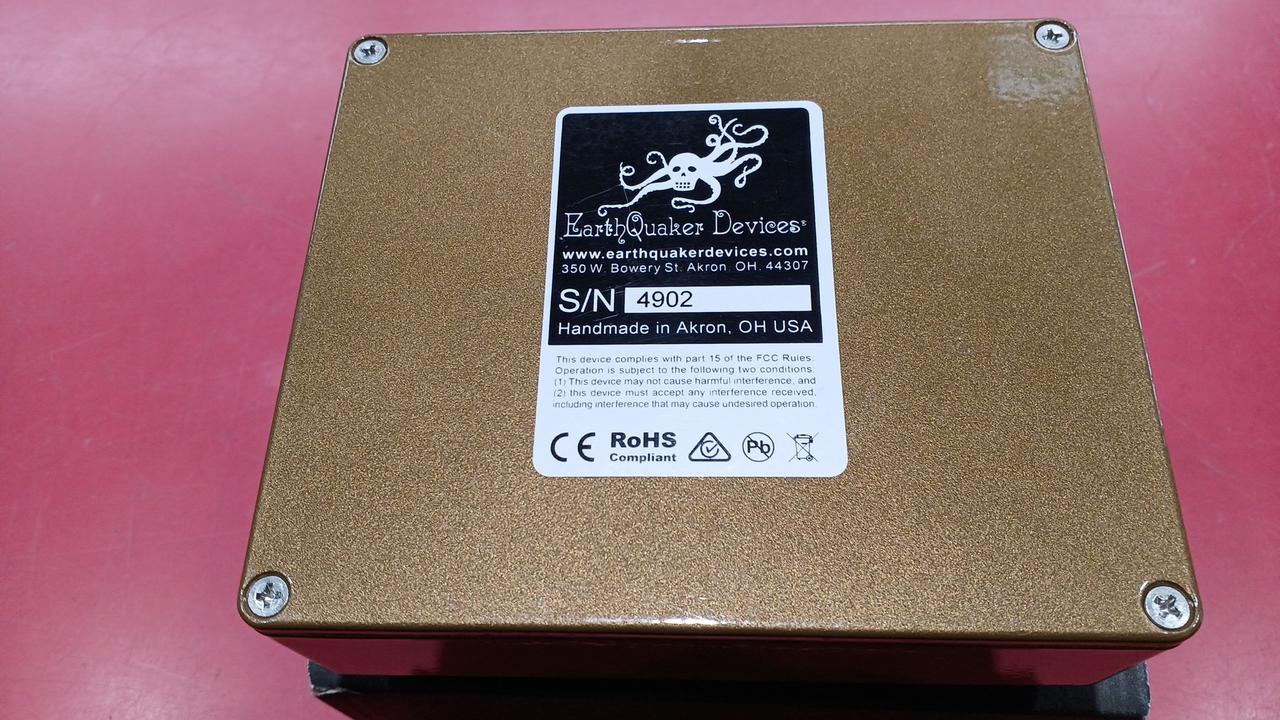 EarthQuaker Devices®
www.earthquakerdevices.com
350 W. Bowery St. Akron, OH. 44307
S/N 4902
Handmade in Akron, OH USA
This device complies with part 15 of the FCC Rules.
Operation is subject to the following two conditions:
(1) This device may not cause harmful interference, and
(2) this device must accept any interference received,
including interference that may cause undesired operation.
CE RoHS Compliant Pb